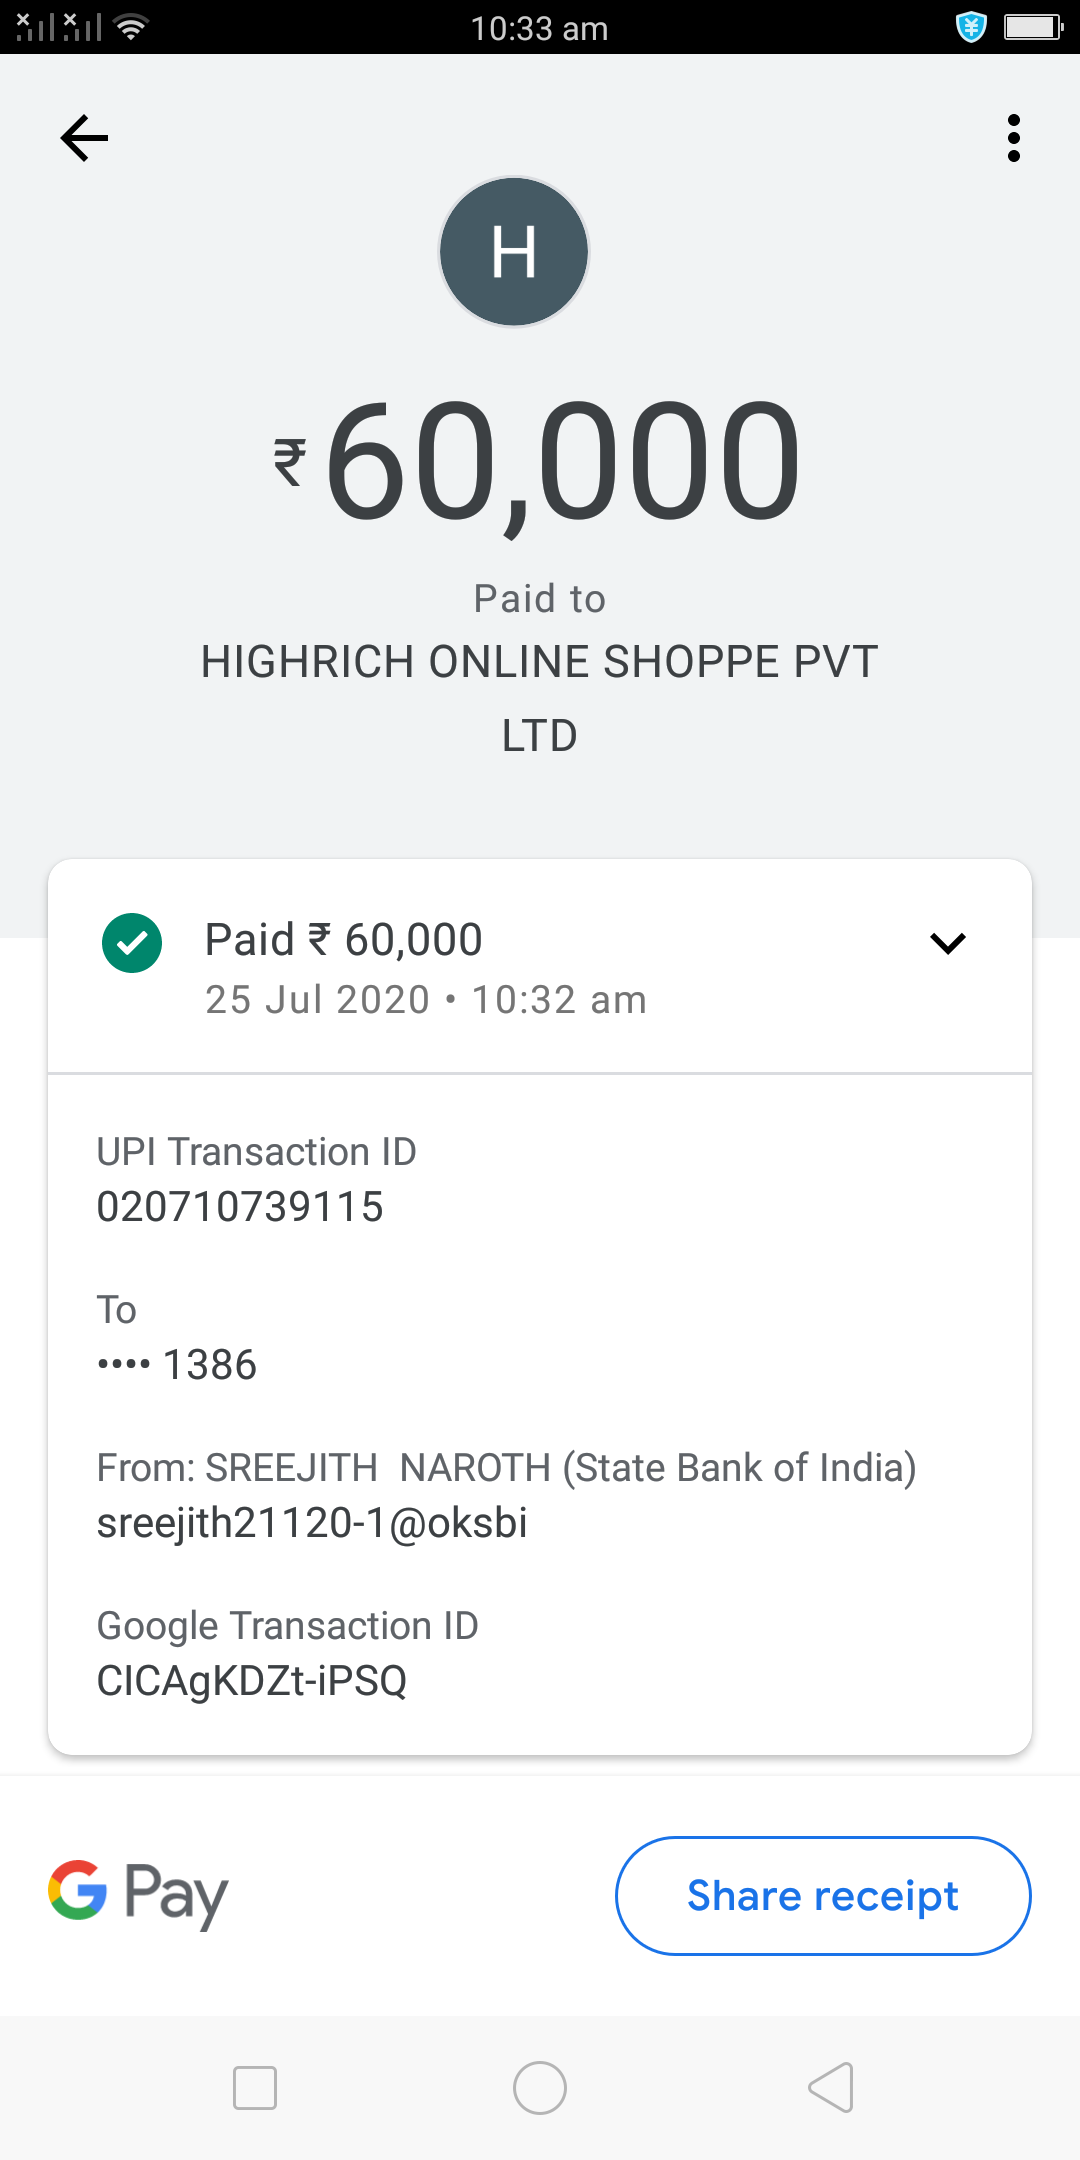 10:33 am
H
₹60,000
Paid to
HIGHRICH ONLINE SHOPPE PVT
LTD
Paid ₹ 60,000
25 Jul 2020 • 10:32 am
UPI Transaction ID
020710739115
To
•••• 1386
From: SREEJITH  NAROTH (State Bank of India)
sreejith21120-1@oksbi
Google Transaction ID
CICAgKDZt-iPSQ
G Pay
Share receipt